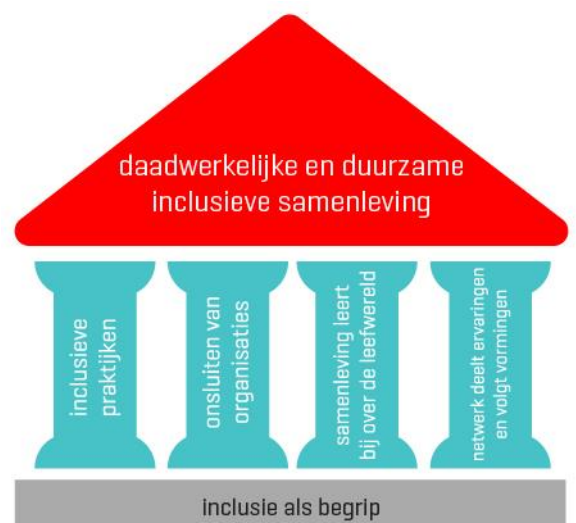 daadwerkelijke en duurzame
inclusieve samenleving
inclusieve
praktijken
onsluiten van
organisaties
samenleving leert
bij over de leefwereld
netwerk deelt ervaringen
en volgt vormingen
inclusie als begrip